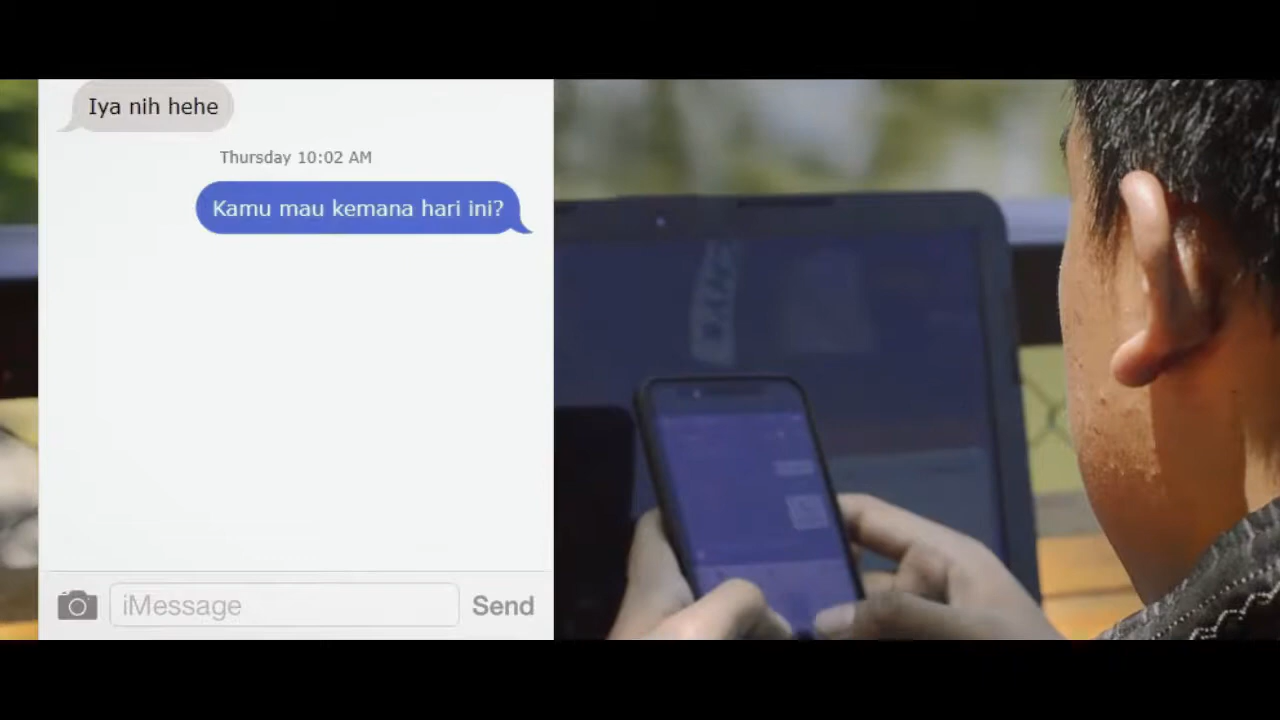 Iya nih hehe
Thursday 10:02 AM
Kamu mau kemana hari ini?
iMessage
Send